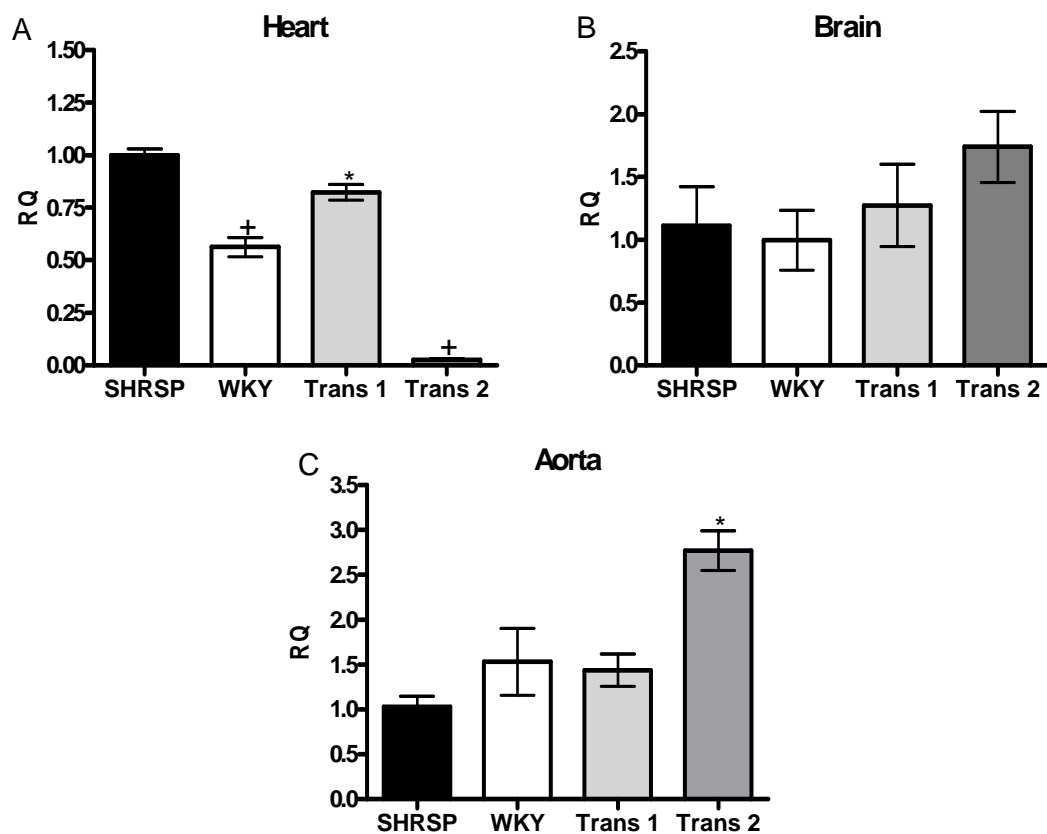 A
Heart
1.50
1.25
1.00
0.75
0.50
0.25
0.00
RQ
+
*
+
SHRSP WKY Trans 1 Trans 2
B
Brain
2.5
2.0
1.5
1.0
0.5
0.0
RQ
SHRSP WKY Trans 1 Trans 2
C
Aorta
3.5
3.0
2.5
2.0
1.5
1.0
0.5
0.0
RQ
*
SHRSP WKY Trans 1 Trans 2